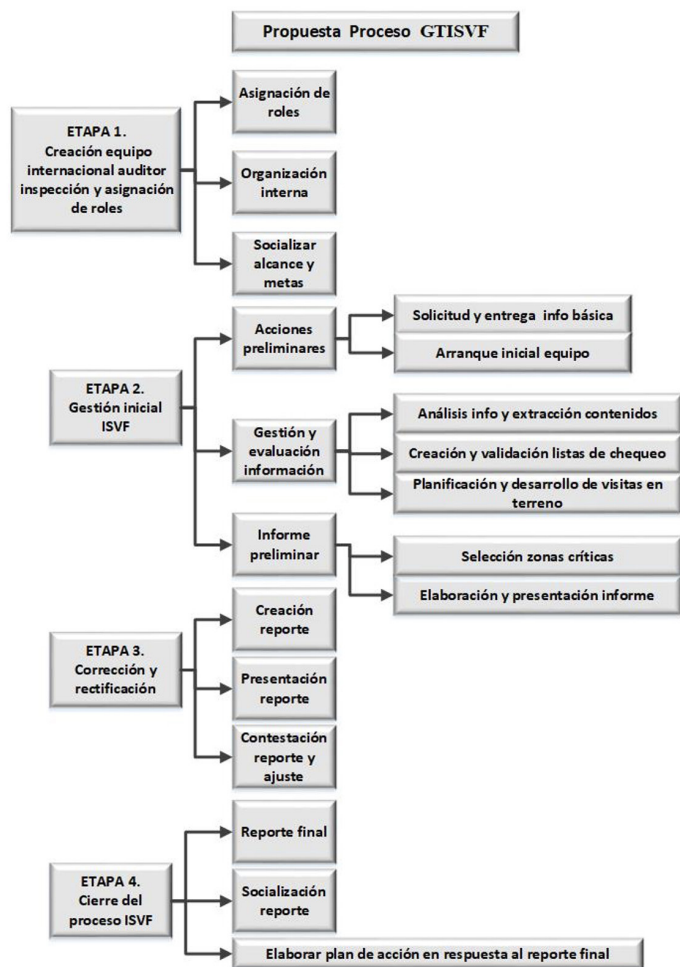 Propuesta Proceso GTISVF
ETAPA 1.
Creación equipo
internacional auditor
inspección y asignación
de roles
Asignación de
roles
Organización
interna
Socializar
alcance y
metas
ETAPA 2.
Gestión inicial
ISVF
Acciones
preliminares
Solicitud y entrega info básica
Arranque inicial equipo
Gestión y
evaluación
información
Análisis info y extracción contenidos
Creación y validación listas de chequeo
Planificación y desarrollo de visitas en
terreno
Informe
preliminar
Selección zonas críticas
Elaboración y presentación informe
ETAPA 3.
Corrección y
rectificación
Creación
reporte
Presentación
reporte
Contestación
reporte y
ajuste
ETAPA 4.
Cierre del
proceso ISVF
Reporte final
Socialización
reporte
Elaborar plan de acción en respuesta al reporte final